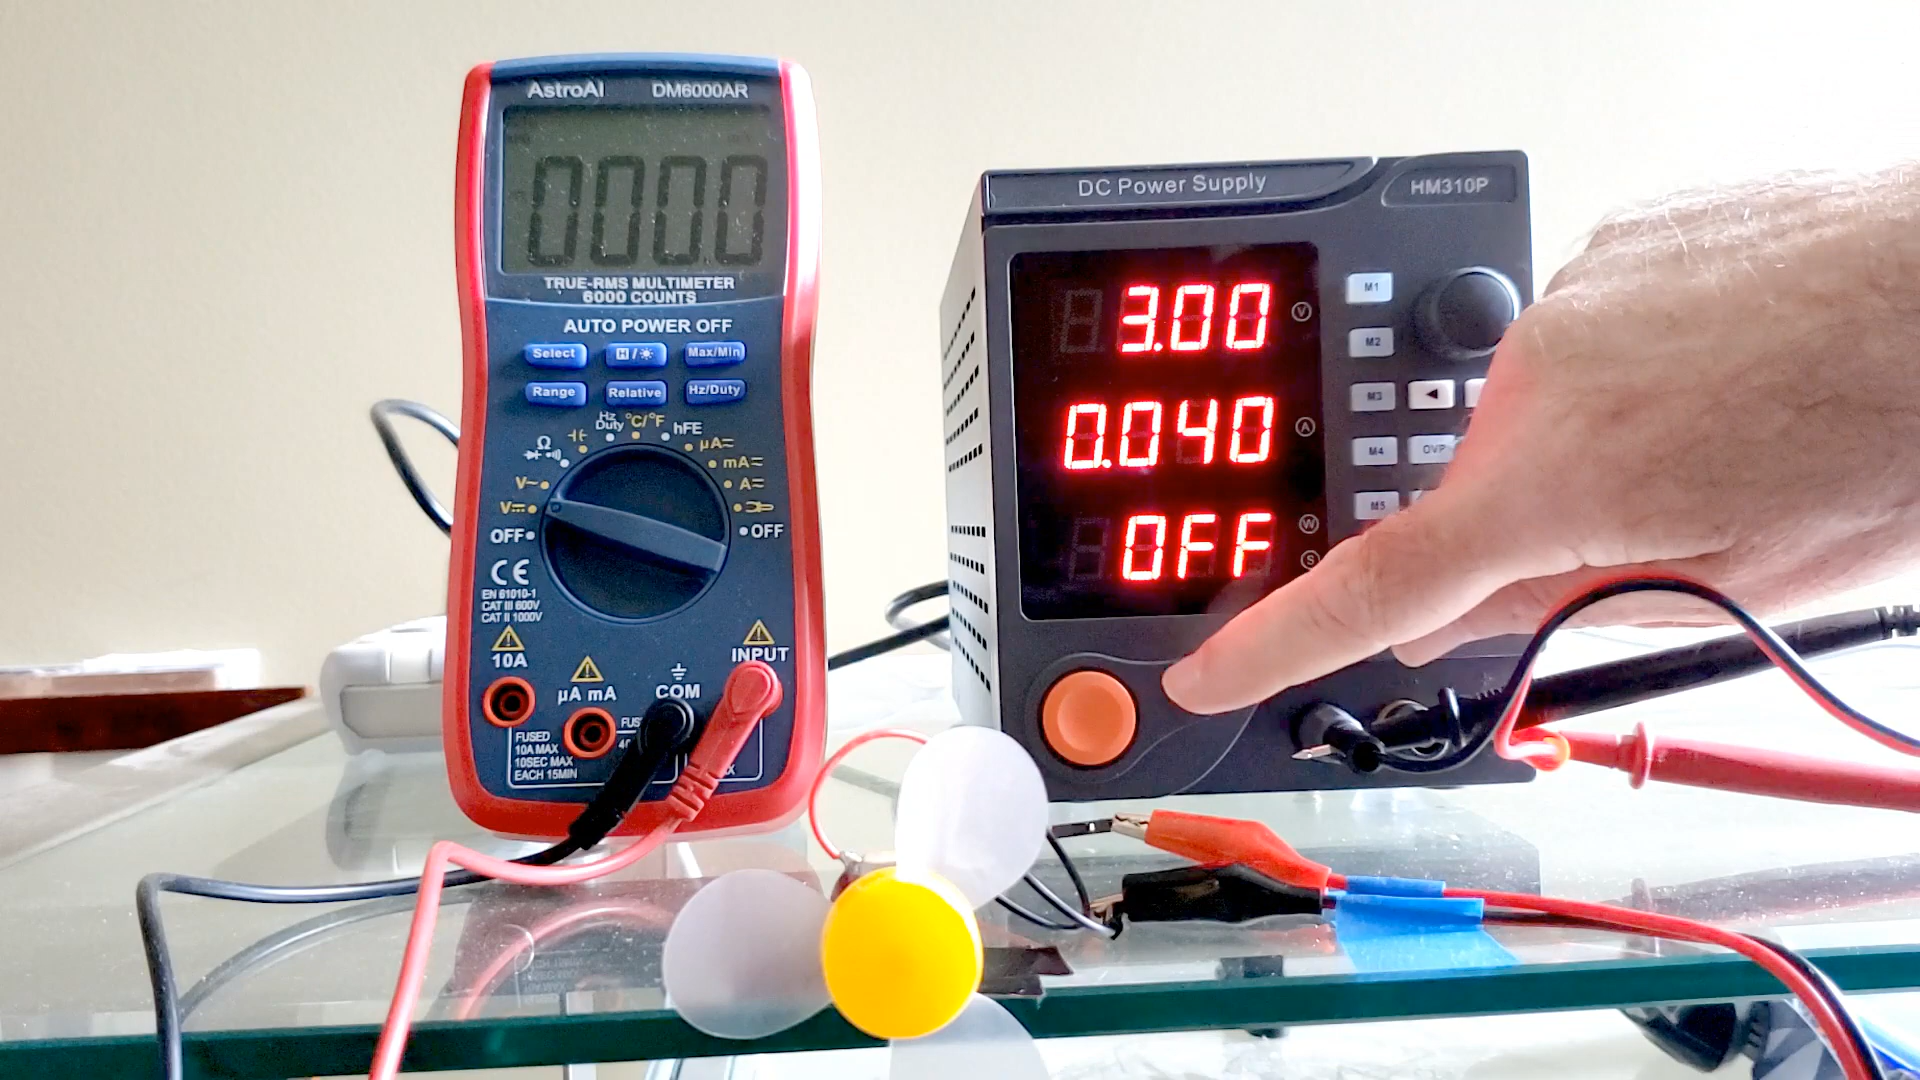 AstroAI DM6000AR
0000
TRUE-RMS MULTIMETER
6000 COUNTS
AUTO POWER OFF
Select H/☀ Max/Min
Range Relative Hz/Duty
Hz
Duty
°C/°F
hFE
Ω
µA
mA
A
V~
V
OFF
OFF
CE
EN 61010-1
CAT III 600V
CAT II 1000V
10A
µA mA
COM
INPUT
FUSED
10A MAX
10SEC MAX
EACH 15MIN
DC Power Supply HM310P
3.00 V
0.040 A
OFF W
S
M1
M2
M3 ◀
M4 OVP
M5